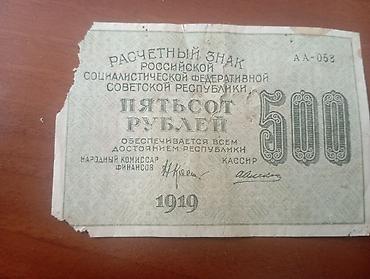 РАСЧЕТНЫЙ ЗНАК
РОССИЙСКОЙ
СОЦИАЛИСТИЧЕСКОЙ ФЕДЕРАТИВНОЙ
СОВЕТСКОЙ РЕСПУБЛИКИ
АА-053
ПЯТЬСОТ
РУБЛЕЙ
500
ОБЕСПЕЧИВАЕТСЯ ВСЕМ
ДОСТОЯНИЕМ РЕСПУБЛИКИ
НАРОДНЫЙ КОМИССАР
ФИНАНСОВ
КАССИР
1919